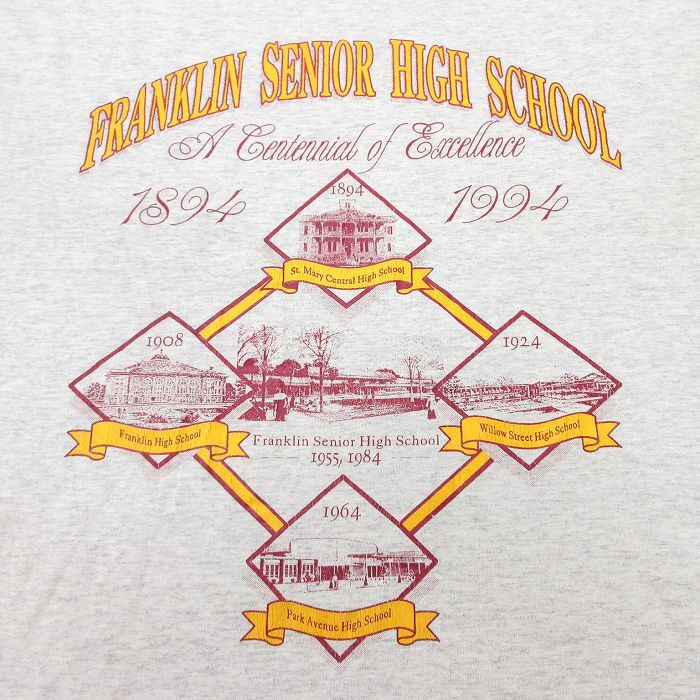 FRANKLIN SENIOR HIGH SCHOOL
A Centennial of Excellence
1894 1994
1894
St. Mary Central High School
1908
Franklin High School
1924
Willow Street High School
Franklin Senior High School
1955, 1984
1964
Park Avenue High School